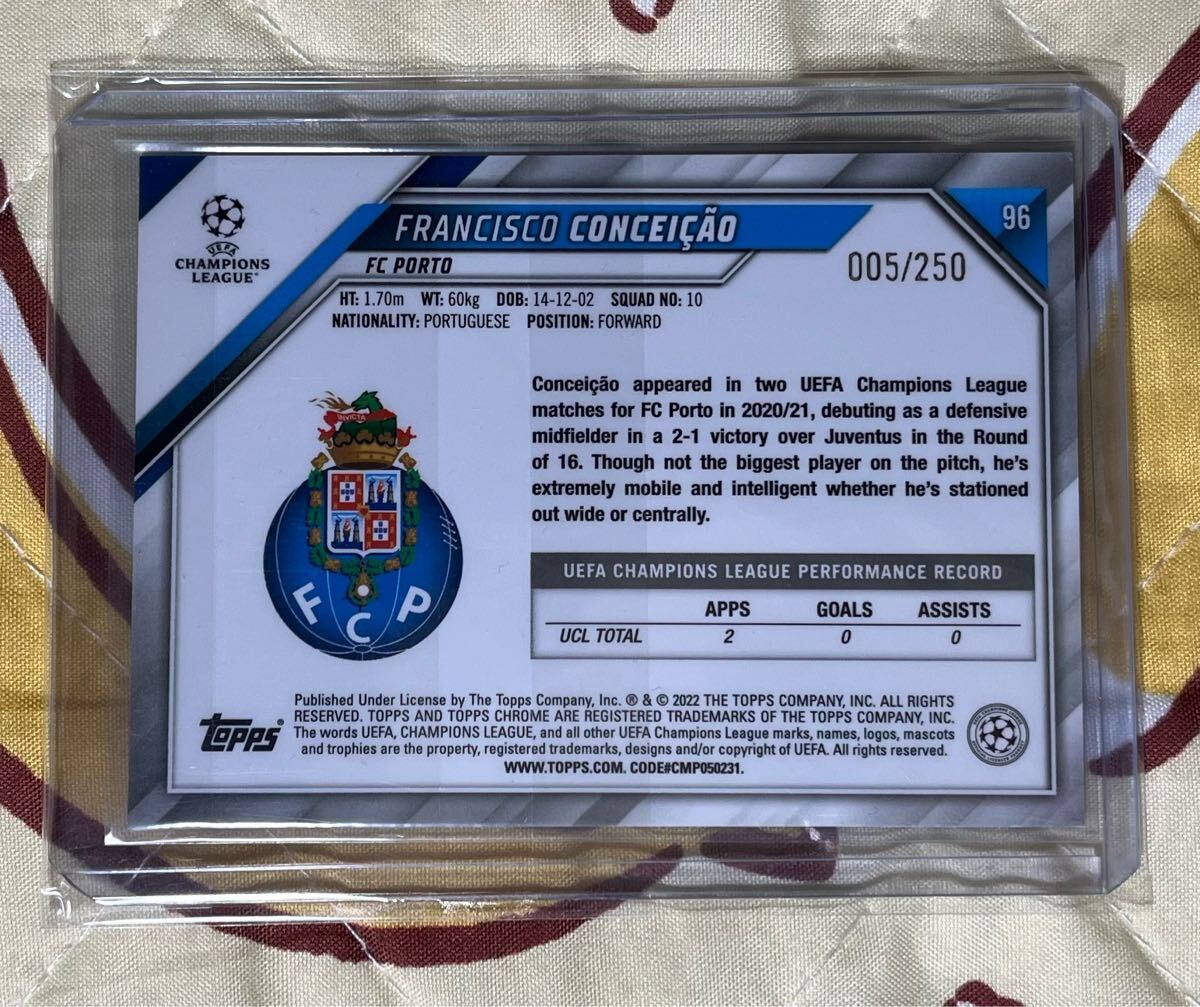 UEFA
CHAMPIONS
LEAGUE
FRANCISCO CONCEIÇÃO
96
FC PORTO
005/250
HT: 1.70m WT: 60kg DOB: 14-12-02 SQUAD NO: 10
NATIONALITY: PORTUGUESE POSITION: FORWARD
INVICTA
FCP
Conceição appeared in two UEFA Champions League
matches for FC Porto in 2020/21, debuting as a defensive
midfielder in a 2-1 victory over Juventus in the Round
of 16. Though not the biggest player on the pitch, he's
extremely mobile and intelligent whether he's stationed
out wide or centrally.
UEFA CHAMPIONS LEAGUE PERFORMANCE RECORD
APPS GOALS ASSISTS
UCL TOTAL 2 0 0
Topps®
Published Under License by The Topps Company, Inc. ® & © 2022 THE TOPPS COMPANY, INC. ALL RIGHTS
RESERVED. TOPPS AND TOPPS CHROME ARE REGISTERED TRADEMARKS OF THE TOPPS COMPANY, INC.
The words UEFA, CHAMPIONS LEAGUE, and all other UEFA Champions League marks, names, logos, mascots
and trophies are the property, registered trademarks, designs and/or copyright of UEFA. All rights reserved.
WWW.TOPPS.COM. CODE#CMP050231.